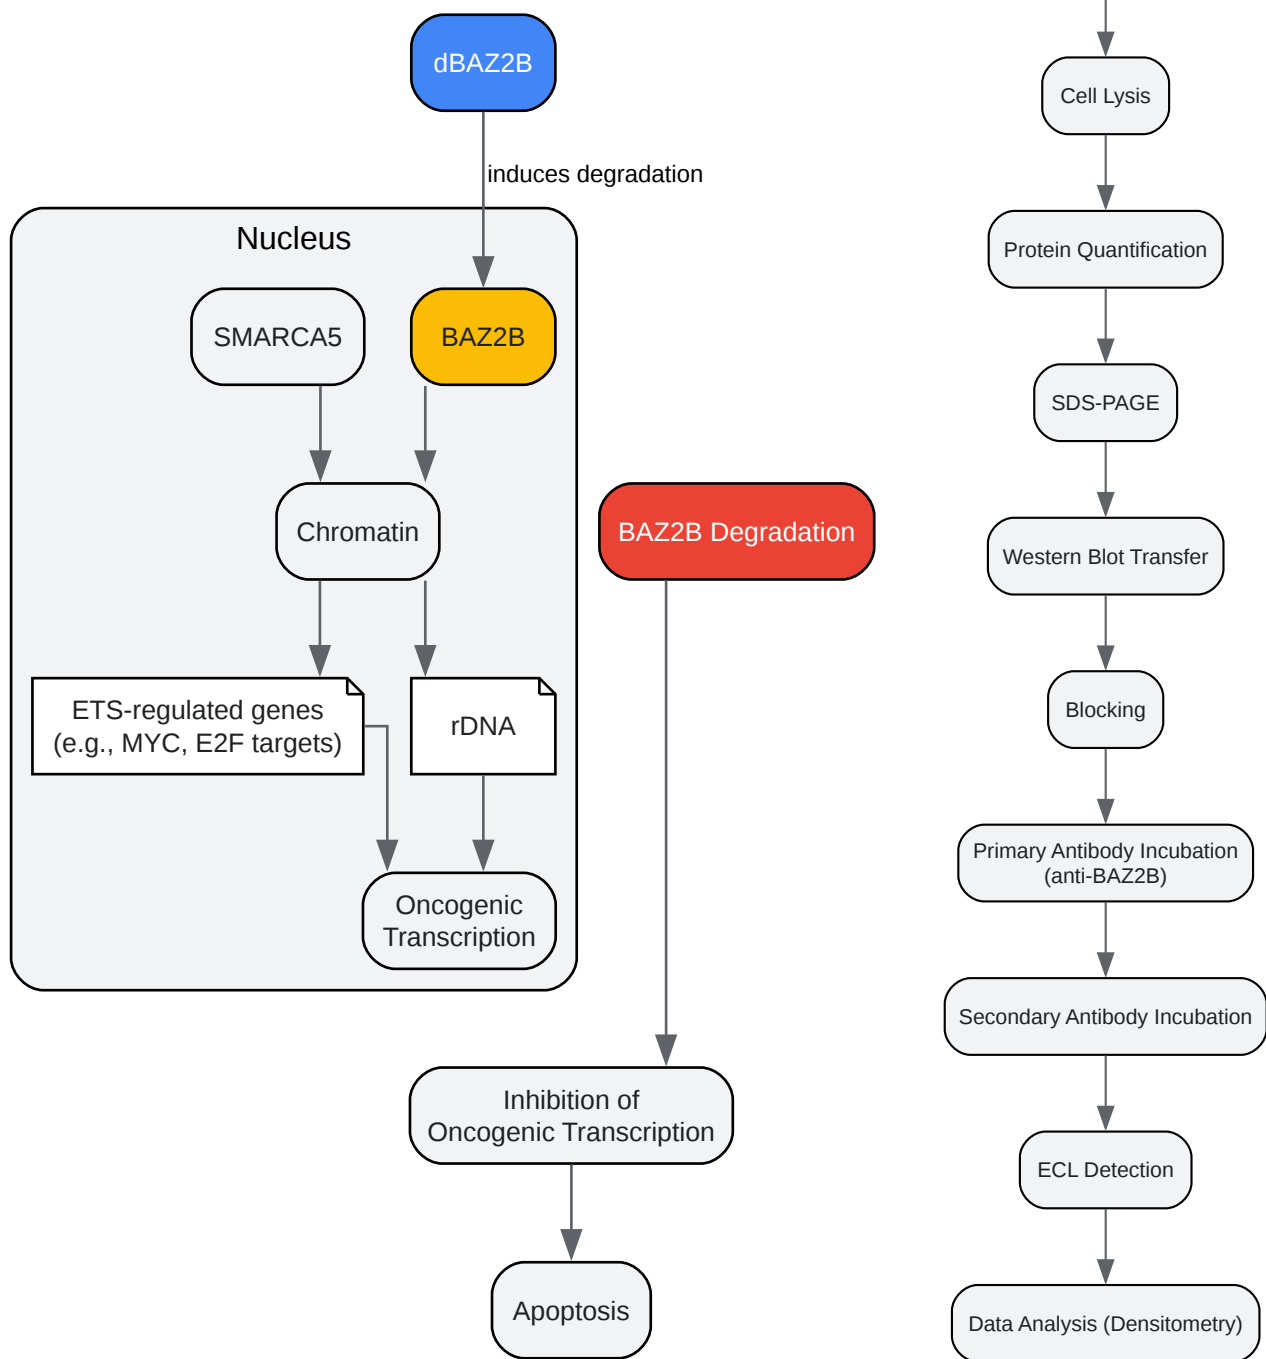 dBAZ2B
induces degradation
Nucleus
SMARCA5
BAZ2B
Chromatin
BAZ2B Degradation
ETS-regulated genes
(e.g., MYC, E2F targets)
rDNA
Oncogenic
Transcription
Inhibition of
Oncogenic Transcription
Apoptosis
Cell Lysis
Protein Quantification
SDS-PAGE
Western Blot Transfer
Blocking
Primary Antibody Incubation
(anti-BAZ2B)
Secondary Antibody Incubation
ECL Detection
Data Analysis (Densitometry)